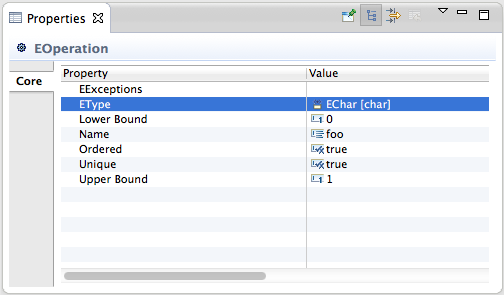 Properties
EOperation
Core
Property Value
EExceptions
EType EChar [char]
Lower Bound 0
Name foo
Ordered true
Unique true
Upper Bound 1